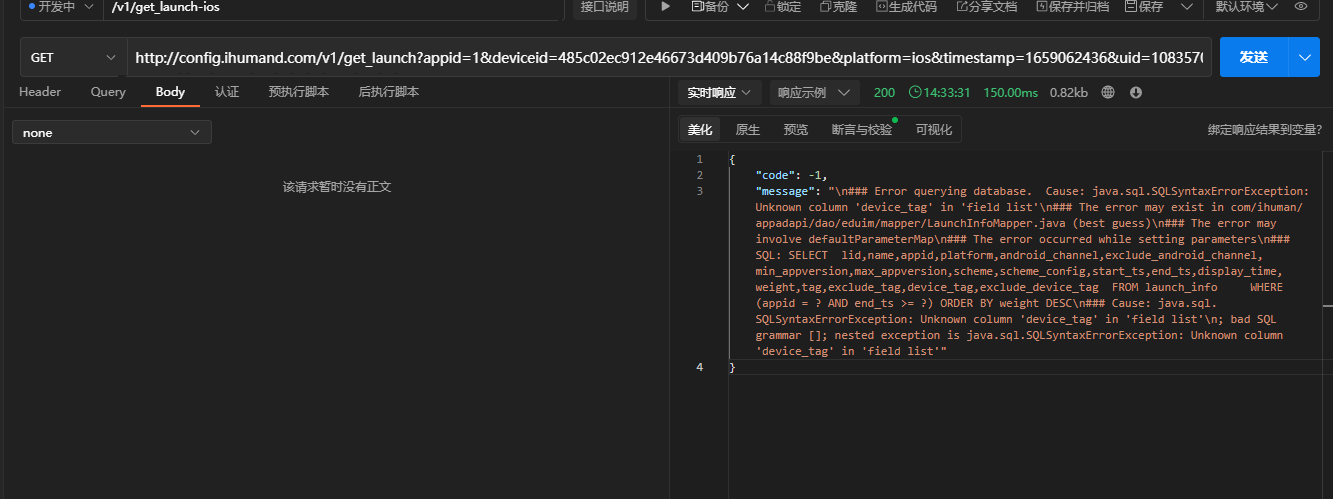 开发中 /v1/get_launch-ios 接口说明 备份 锁定 克隆 生成代码 分享文档 保存并归档 保存 默认环境
GET http://config.ihumand.com/v1/get_launch?appid=1&deviceid=485c02ec912e46673d409b76a14c88f9be&platform=ios&timestamp=1659062436&uid=1083570 发送
Header Query Body 认证 预执行脚本 后执行脚本
实时响应 响应示例 200 14:33:31 150.00ms 0.82kb
none
美化 原生 预览 断言与校验 可视化 绑定响应结果到变量?
该请求暂时没有正文
1 {
2 "code": -1,
3 "message": "\n### Error querying database.  Cause: java.sql.SQLSyntaxErrorException:
Unknown column 'device_tag' in 'field list'\n### The error may exist in com/ihuman/
appadapi/dao/eduim/mapper/LaunchInfoMapper.java (best guess)\n### The error may
involve defaultParameterMap\n### The error occurred while setting parameters\n###
SQL: SELECT  lid,name,appid,platform,android_channel,exclude_android_channel,
min_appversion,max_appversion,scheme,scheme_config,start_ts,end_ts,display_time,
weight,tag,exclude_tag,device_tag,exclude_device_tag  FROM launch_info     WHERE
(appid = ? AND end_ts >= ?) ORDER BY weight DESC\n### Cause: java.sql.
SQLSyntaxErrorException: Unknown column 'device_tag' in 'field list'\n; bad SQL
grammar []; nested exception is java.sql.SQLSyntaxErrorException: Unknown column
'device_tag' in 'field list'"
4 }